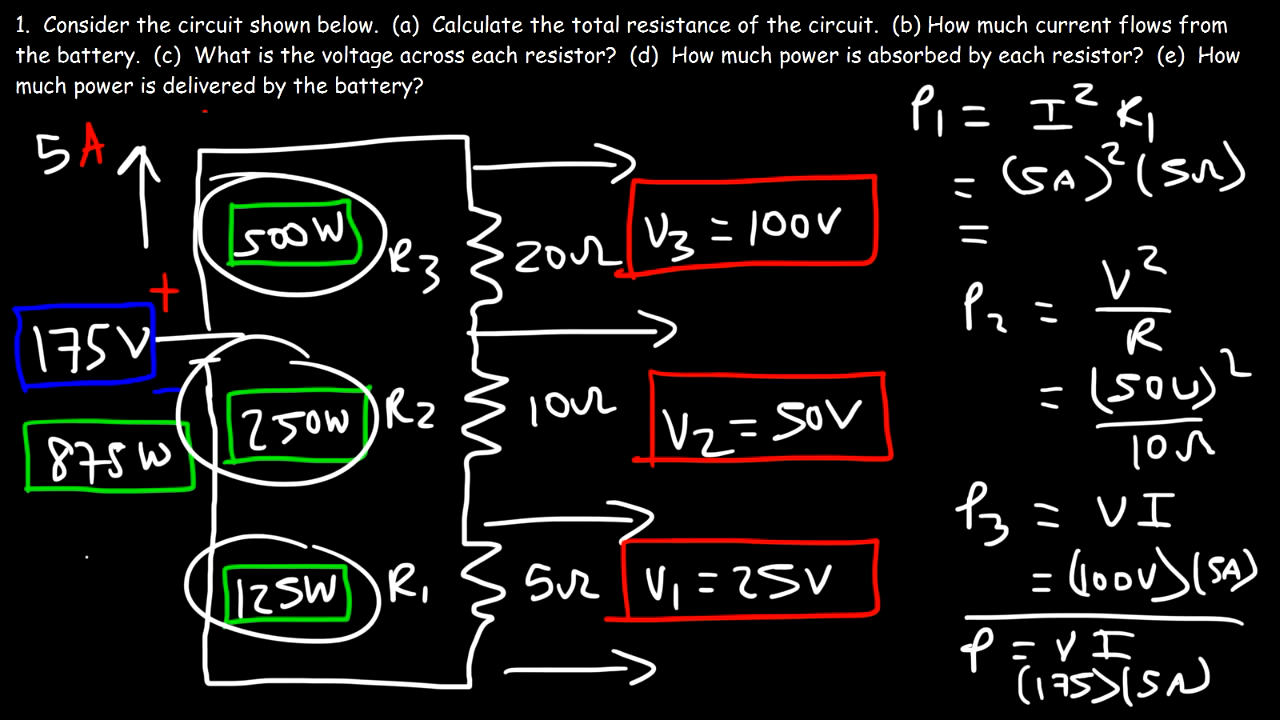 1. Consider the circuit shown below. (a) Calculate the total resistance of the circuit. (b) How much current flows from
the battery. (c) What is the voltage across each resistor? (d) How much power is absorbed by each resistor? (e) How
much power is delivered by the battery?
5 A
+
175V
-
875W
500W
R3
20Ω
V3 = 100V
250W
R2
10Ω
V2 = 50V
125W
R1
5Ω
V1 = 25V
P1 = I² R1
= (5A)² (5Ω)
=
P2 = V²
R
= (50V)²
10Ω
P3 = VI
= (100V)(5A)
P = VI
(175)(5A)